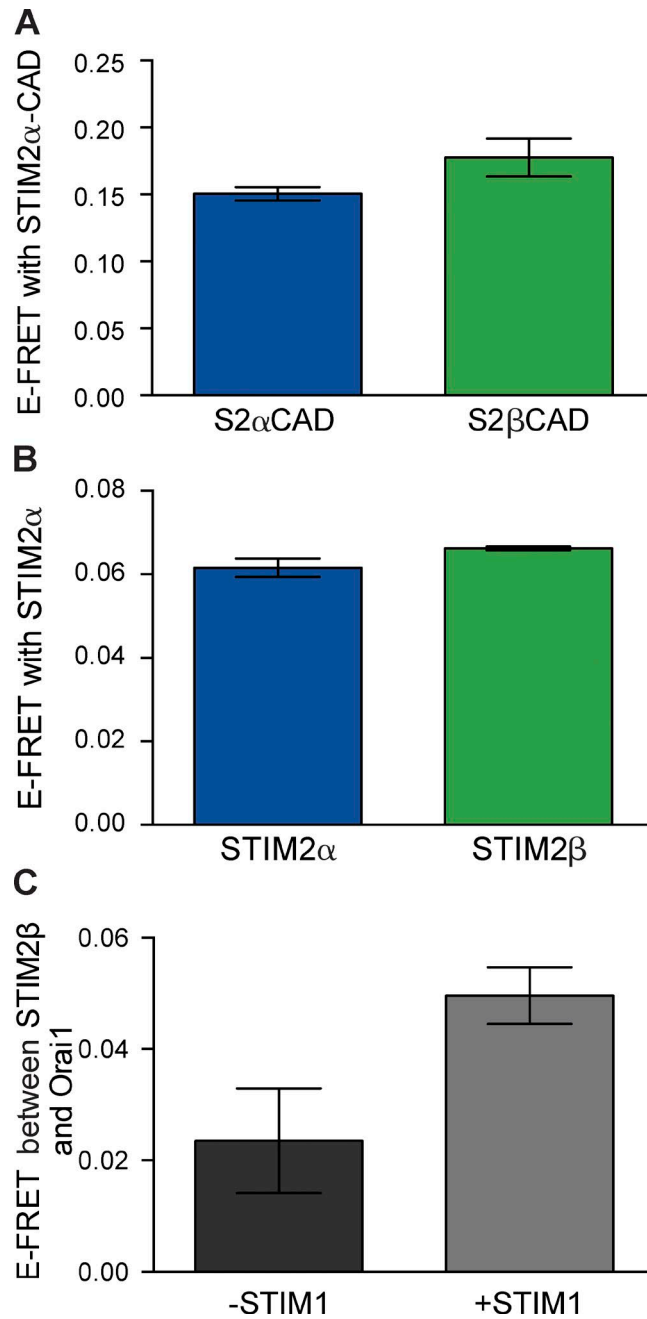 A
E-FRET with STIM2α-CAD
0.25
0.20
0.15
0.10
0.05
0.00
S2αCAD S2βCAD
B
E-FRET with STIM2α
0.08
0.06
0.04
0.02
0.00
STIM2α STIM2β
C
E-FRET between STIM2β
and Orai1
0.06
0.04
0.02
0.00
-STIM1 +STIM1